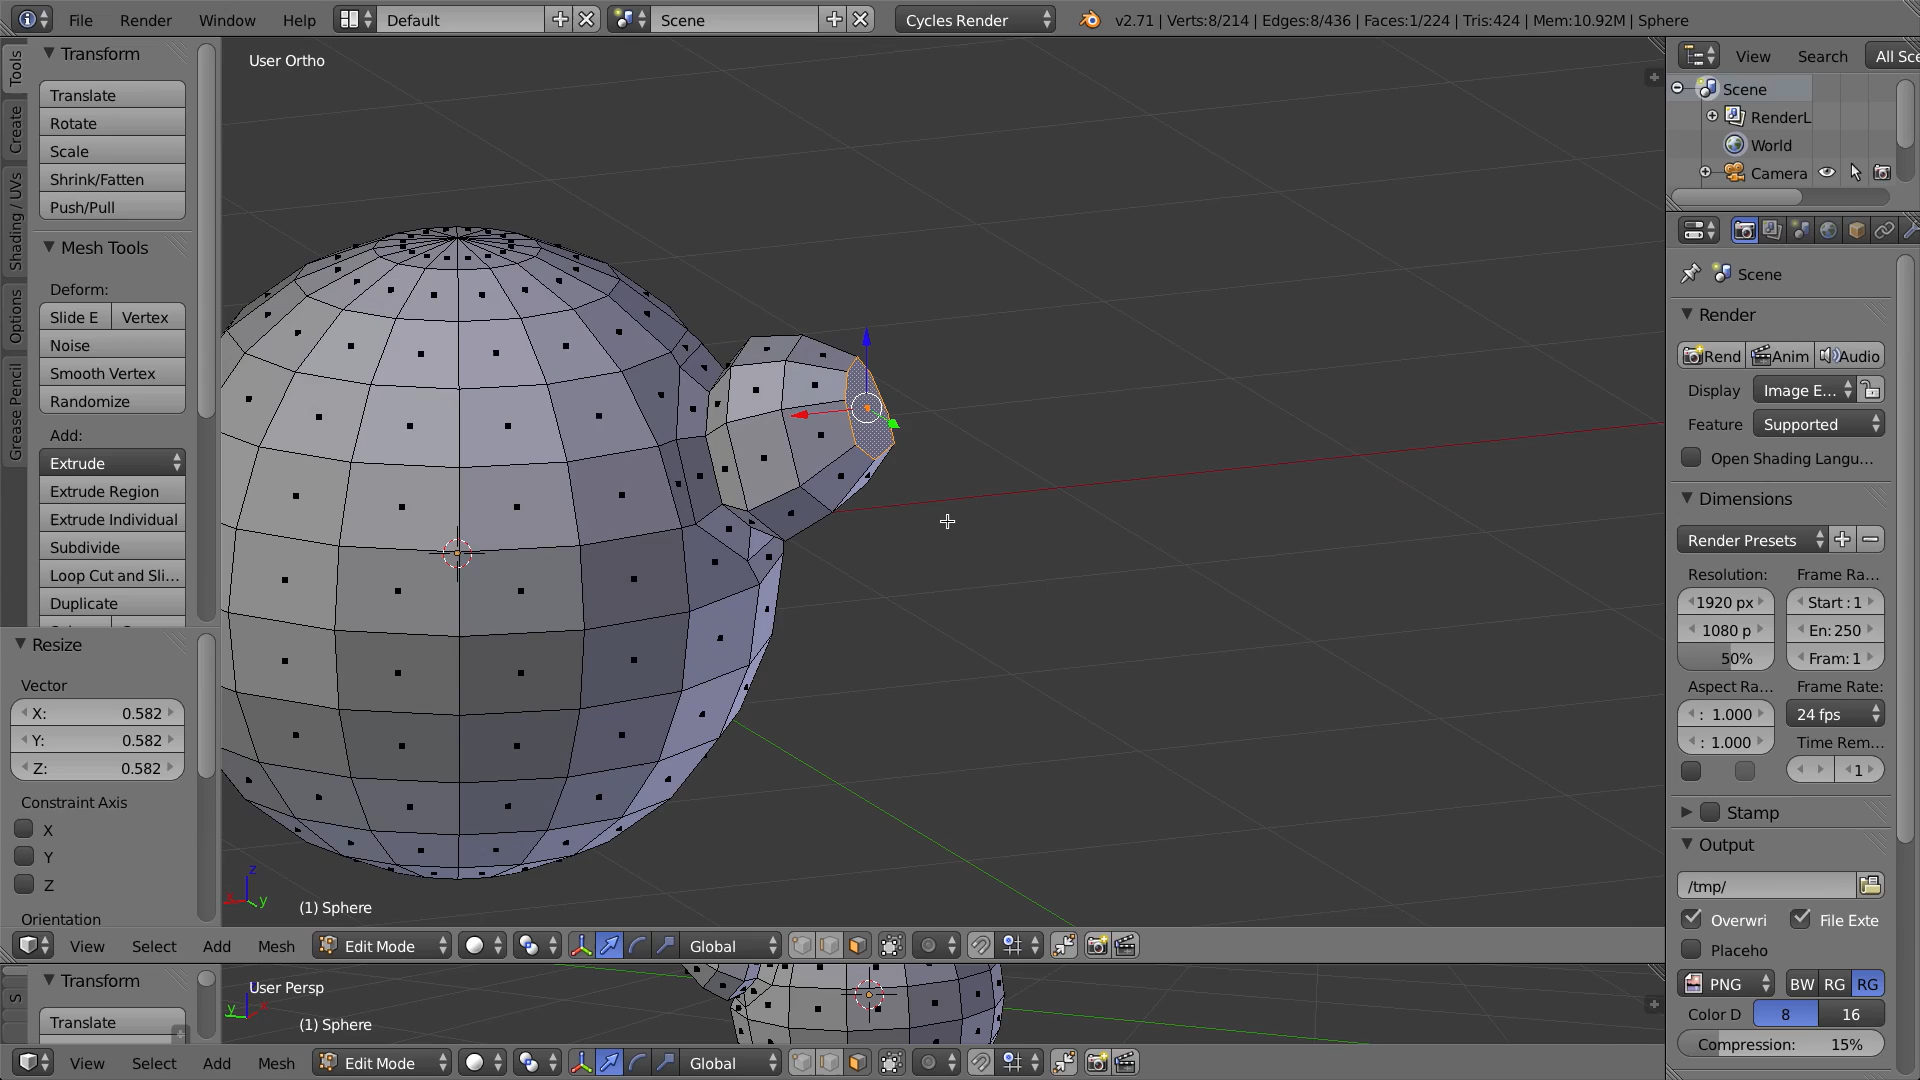 File Render Window Help Default Scene Cycles Render v2.71 | Verts:8/214 | Edges:8/436 | Faces:1/224 | Tris:424 | Mem:10.92M | Sphere
Tools
Create
Shading / UVs
Options
Grease Pencil
Transform
Translate
Rotate
Scale
Shrink/Fatten
Push/Pull
Mesh Tools
Deform:
Slide E Vertex
Noise
Smooth Vertex
Randomize
Add:
Extrude
Extrude Region
Extrude Individual
Subdivide
Loop Cut and Sli...
Duplicate
Resize
Vector
X: 0.582
Y: 0.582
Z: 0.582
Constraint Axis
X
Y
Z
Orientation
User Ortho
z
y
(1) Sphere
View Select Add Mesh Edit Mode Global
S
Transform
Translate
User Persp
y
(1) Sphere
View Select Add Mesh Edit Mode Global
View Search All Sce
Scene
RenderL
World
Camera
Scene
Render
Rend Anim Audio
Display Image E...
Feature Supported
Open Shading Langu...
Dimensions
Render Presets
Resolution: Frame Ra...
1920 px Start : 1
1080 p En: 250
50% Fram: 1
Aspect Ra... Frame Rate:
: 1.000 24 fps
: 1.000 Time Rem...
1
Stamp
Output
/tmp/
Overwri File Exte
Placeho
PNG BW RG RG
Color D 8 16
Compression: 15%